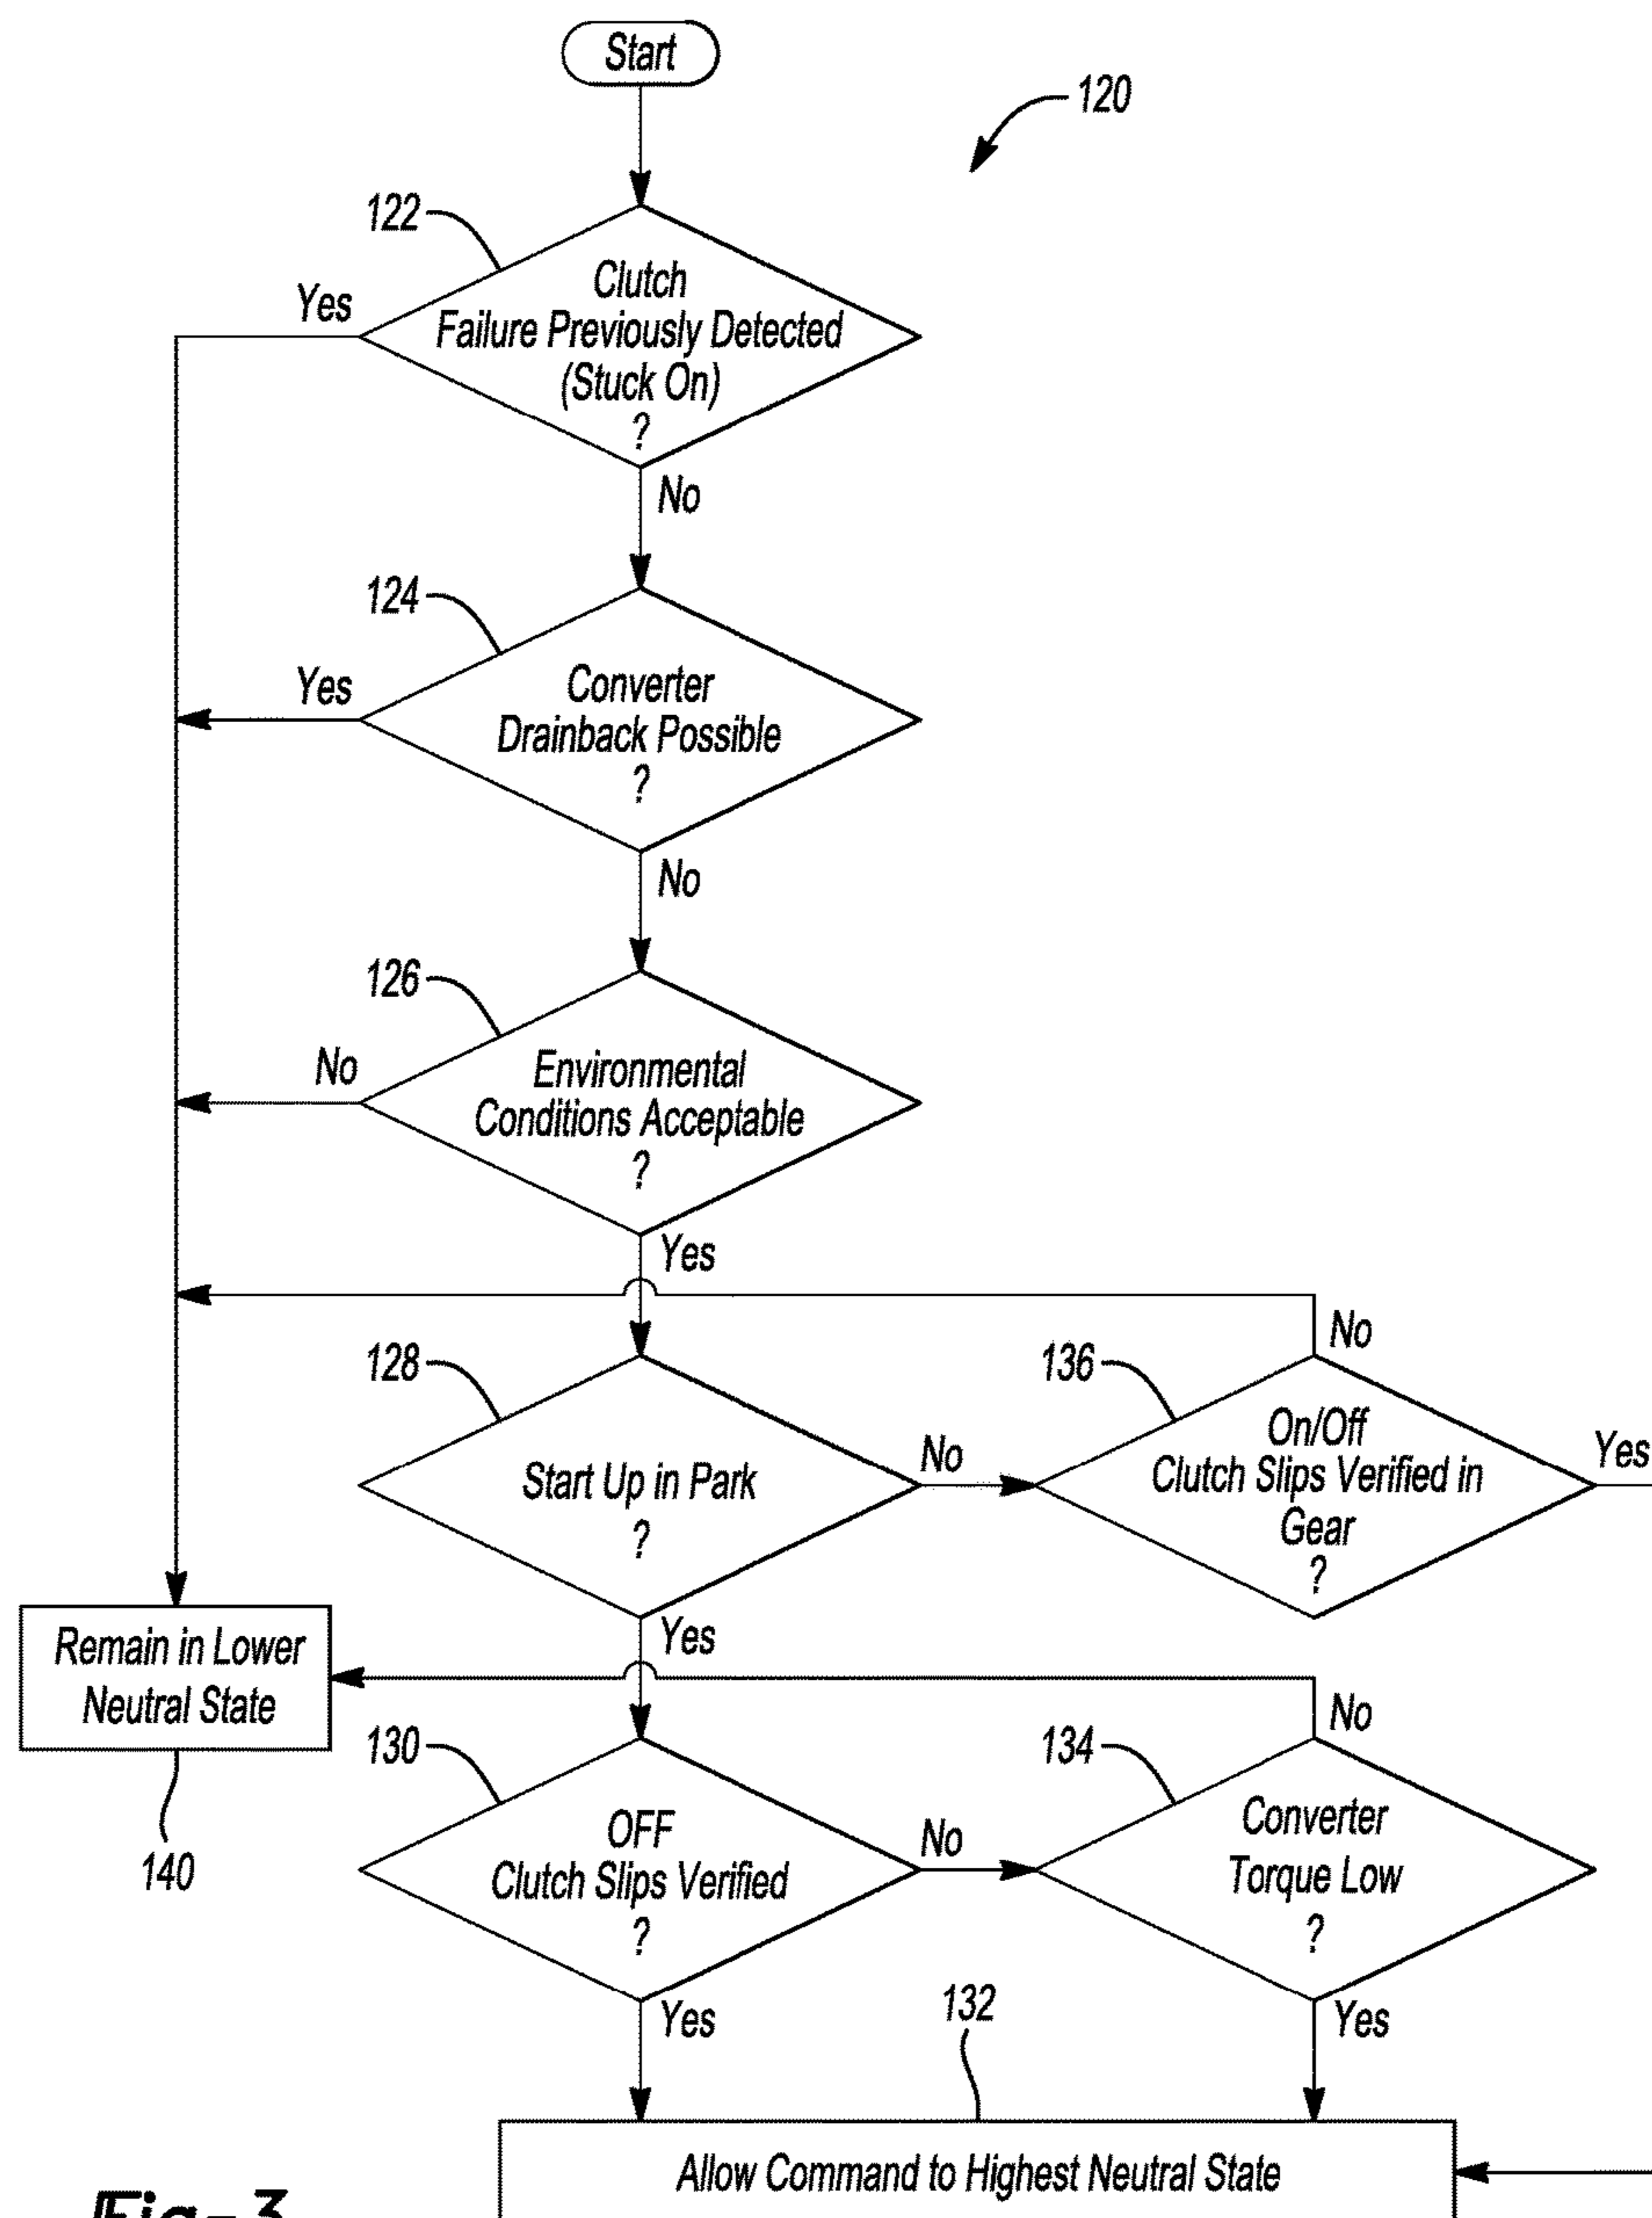 Start
120
122
Yes
Clutch
Failure Previously Detected
(Stuck On)
?
No
124
Yes
Converter
Drainback Possible
?
No
126
No
Environmental
Conditions Acceptable
?
Yes
No
128
136
Start Up in Park
?
No
On/Off
Clutch Slips Verified in
Gear
?
Yes
Yes
Remain in Lower
Neutral State
140
No
130
134
OFF
Clutch Slips Verified
?
No
Converter
Torque Low
?
Yes
132
Yes
Allow Command to Highest Neutral State
Fig-3